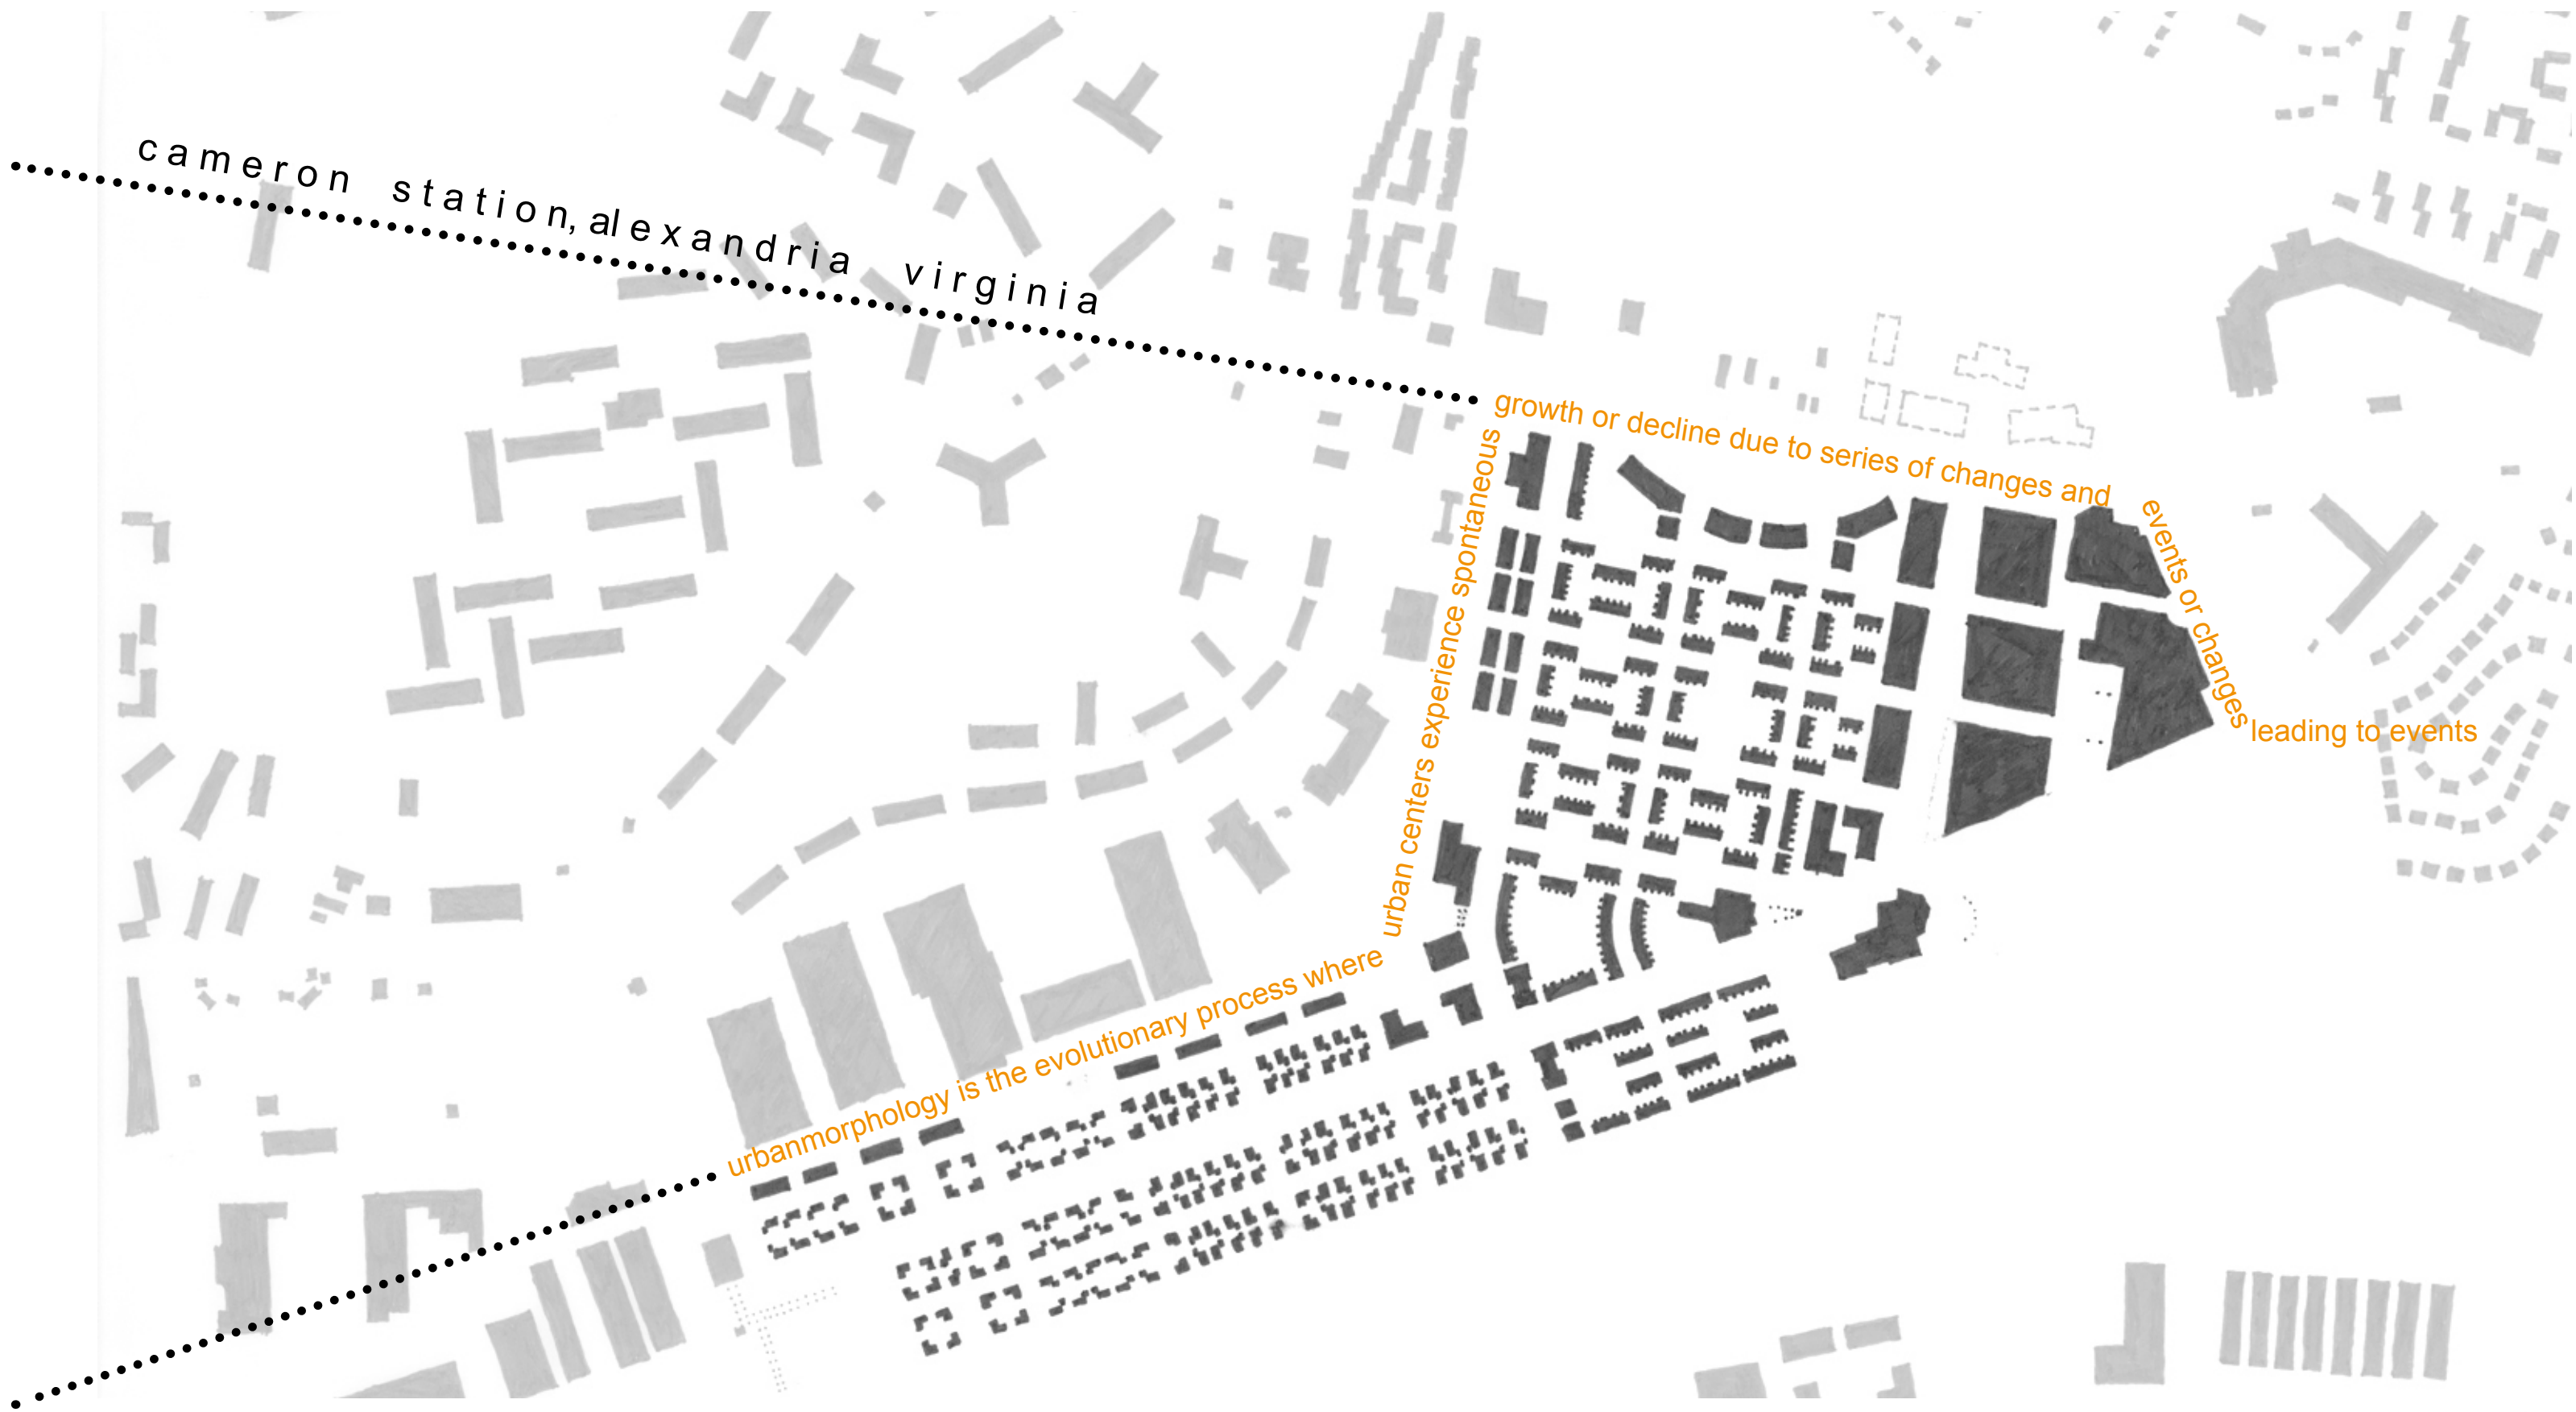 cameron station, alexandria virginia
urbanmorphology is the evolutionary process where
urban centers experience spontaneous
growth or decline due to series of changes and
events or changes
leading to events